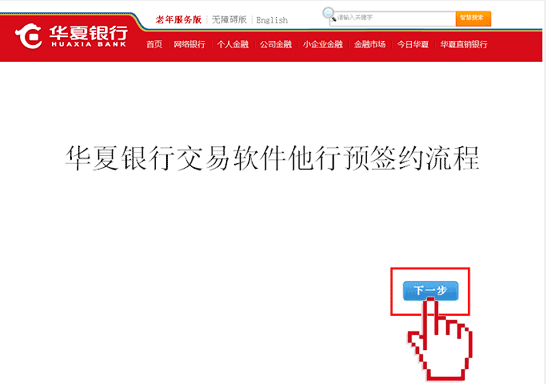 华夏银行
HUAXIA BANK
老年服务版 | 无障碍版 | English
请输入关键字
智慧搜索
首页 网络银行 个人金融 公司金融 小企业金融 金融市场 今日华夏 华夏直销银行
华夏银行交易软件他行预签约流程
下一步